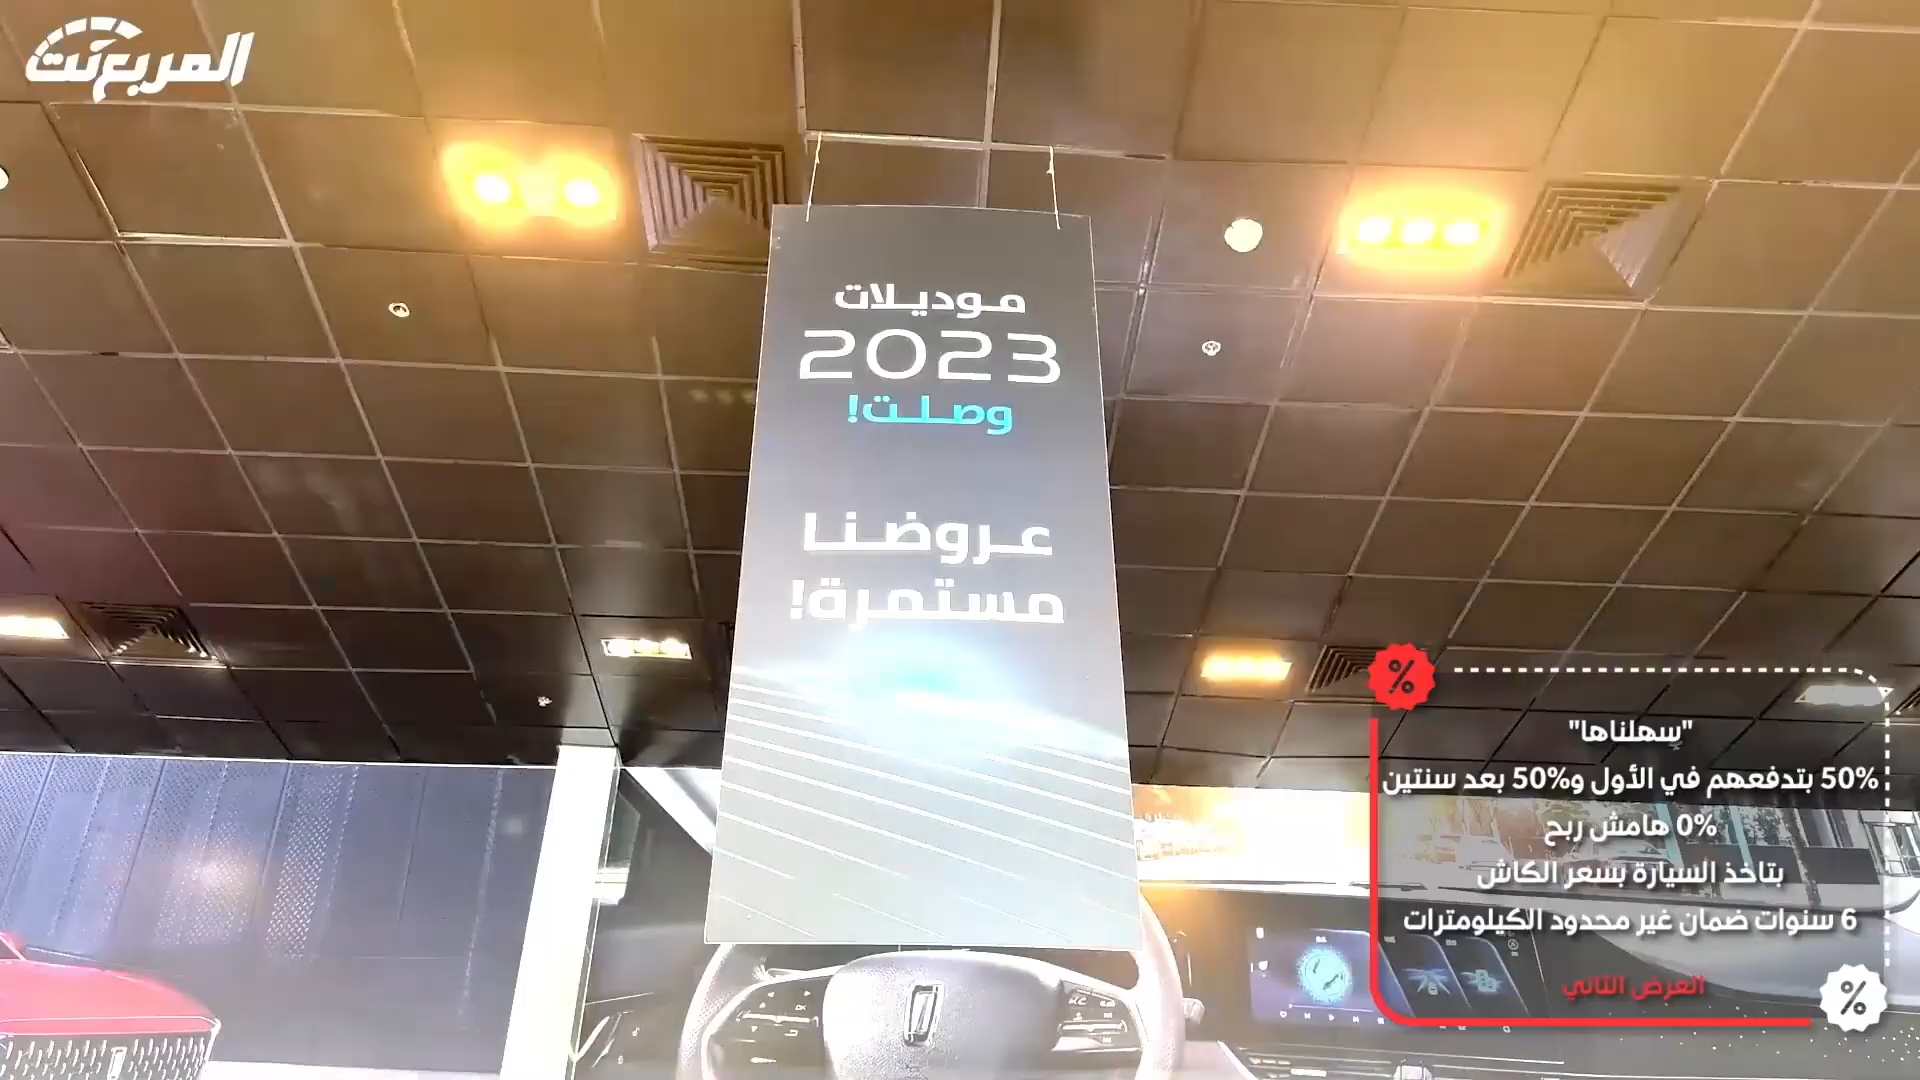 المربع نت
موديلات
2023
وصلت!
عروضنا
مستمرة!
"سهلناها"
50% بتدفعهم في الأول و50% بعد سنتين
0% هامش ربح
بتاخذ السيارة بسعر الكاش
6 سنوات ضمان غير محدود الكيلومترات
العرض الثاني